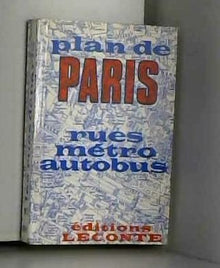 plan de
PARIS
rues
métro
autobus
éditions
LECONTE